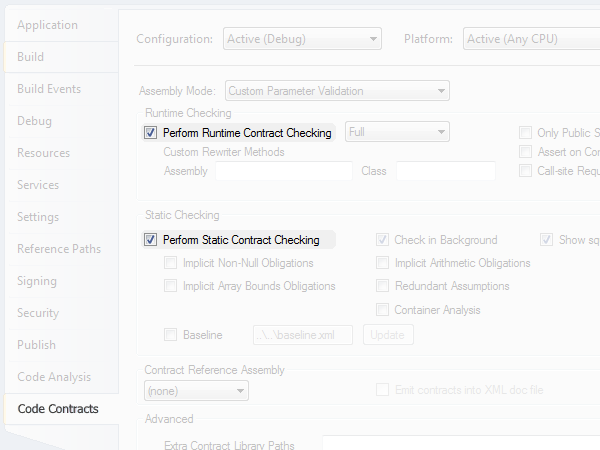 Application
Build
Build Events
Debug
Resources
Services
Settings
Reference Paths
Signing
Security
Publish
Code Analysis
Code Contracts
Configuration: Active (Debug) Platform: Active (Any CPU)
Assembly Mode: Custom Parameter Validation
Runtime Checking
Perform Runtime Contract Checking Full Only Public S
Custom Rewriter Methods Assert on Con
Assembly Class Call-site Requ
Static Checking
Perform Static Contract Checking Check in Background Show sq
Implicit Non-Null Obligations Implicit Arithmetic Obligations
Implicit Array Bounds Obligations Redundant Assumptions
Container Analysis
Baseline ..\..\baseline.xml Update
Contract Reference Assembly
(none) Emit contracts into XML doc file
Advanced
Extra Contract Library Paths